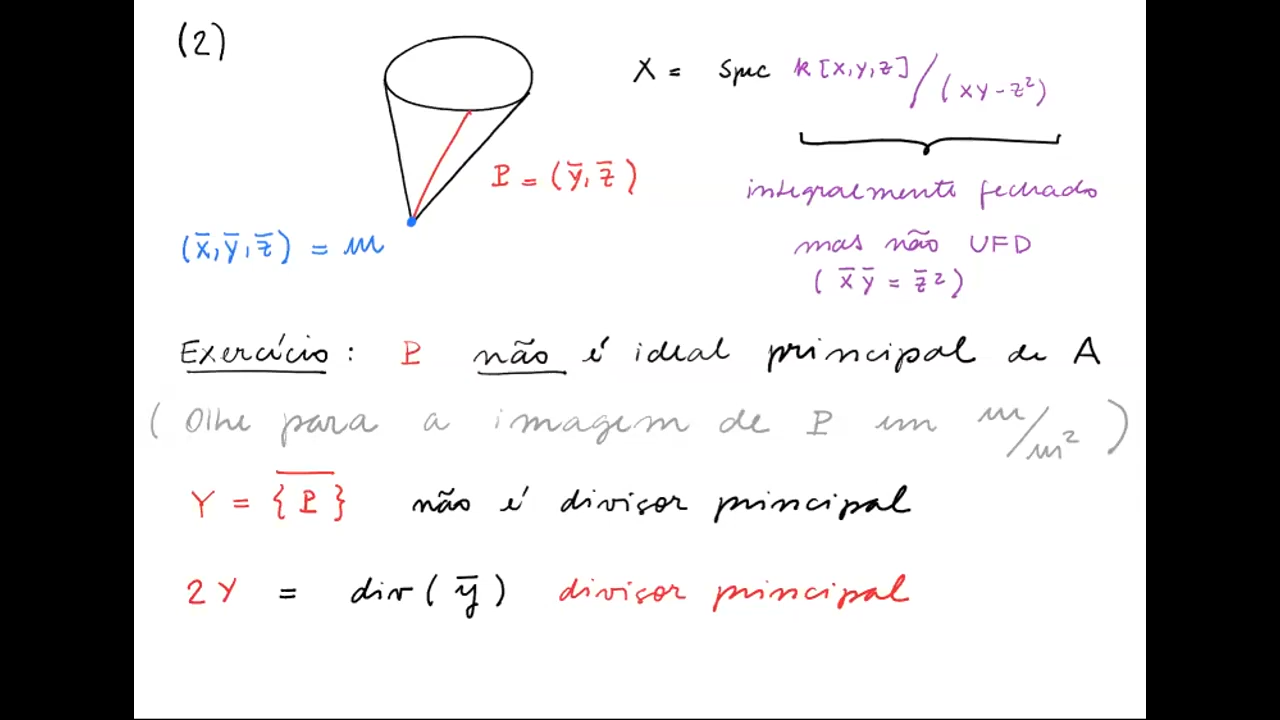 (2)
X = Spec k[x,y,z]/(xy-z²)
P = (ȳ, z̄)
integralmente fechado
(x̄, ȳ, z̄) = m
mas não UFD
(x̄ȳ = z̄²)
Exercício: P não é ideal principal de A
(Olhe para a imagem de P em m/m²)
Y = \overline{{P}} não é divisor principal
2Y = div(ȳ) divisor principal